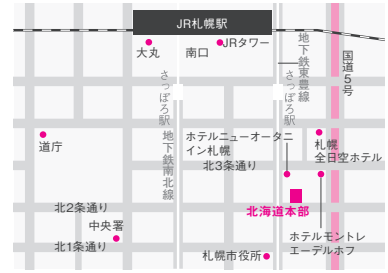 JR札幌駅
大丸
南口
JRタワー
地下鉄東豊線
国道5号
さっぽろ駅
さっぽろ駅
地下鉄南北線
道庁
ホテルニューオータニ
イン札幌
札幌
全日空ホテル
北3条通り
北海道本部
北2条通り
中央署
北1条通り
ホテルモントレ
エーデルホフ
札幌市役所